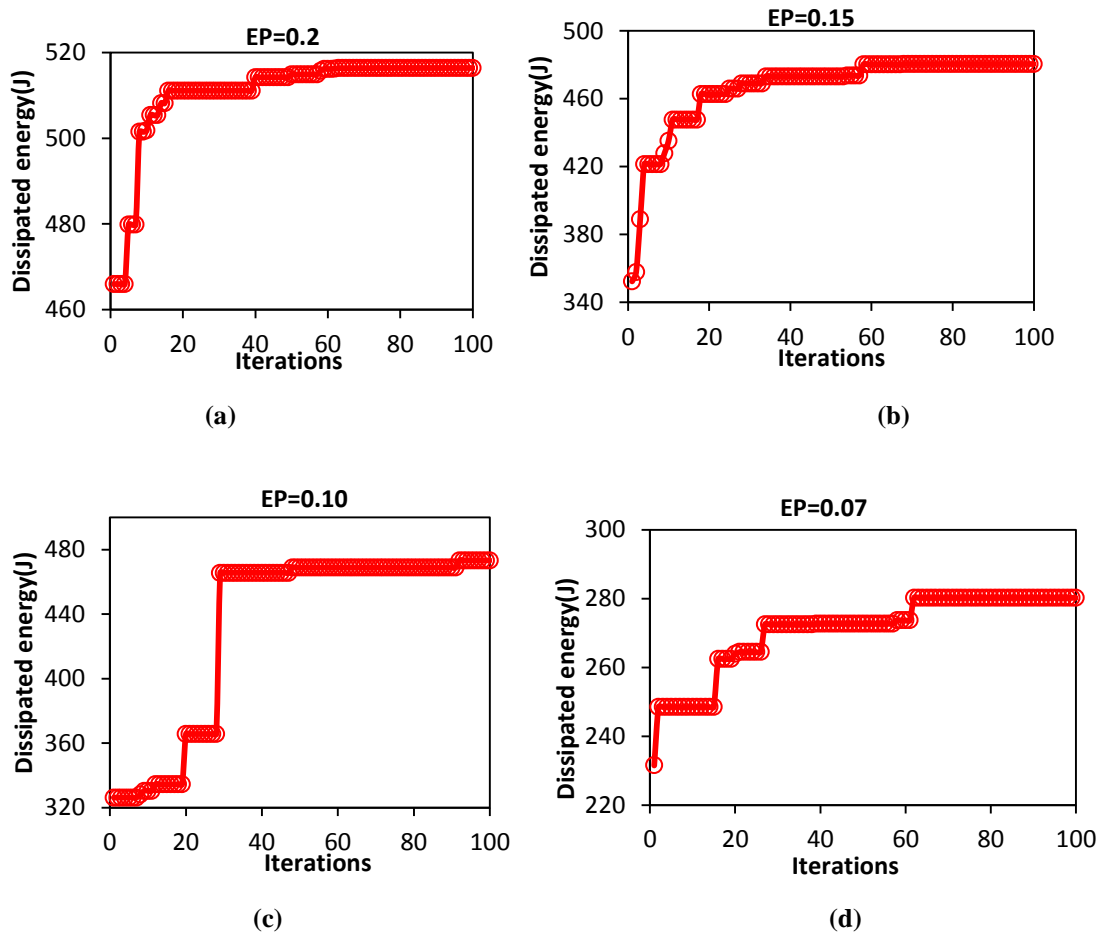 EP=0.2
Dissipated energy(J)
520
500
480
460
0 20 40 60 80 100
Iterations
(a)
EP=0.15
Dissipated energy(J)
500
460
420
380
340
0 20 40 60 80 100
Iterations
(b)
EP=0.10
Dissipated energy(J)
480
440
400
360
320
0 20 40 60 80 100
Iterations
(c)
EP=0.07
Dissipated energy(J)
300
280
260
240
220
0 20 40 60 80 100
Iterations
(d)